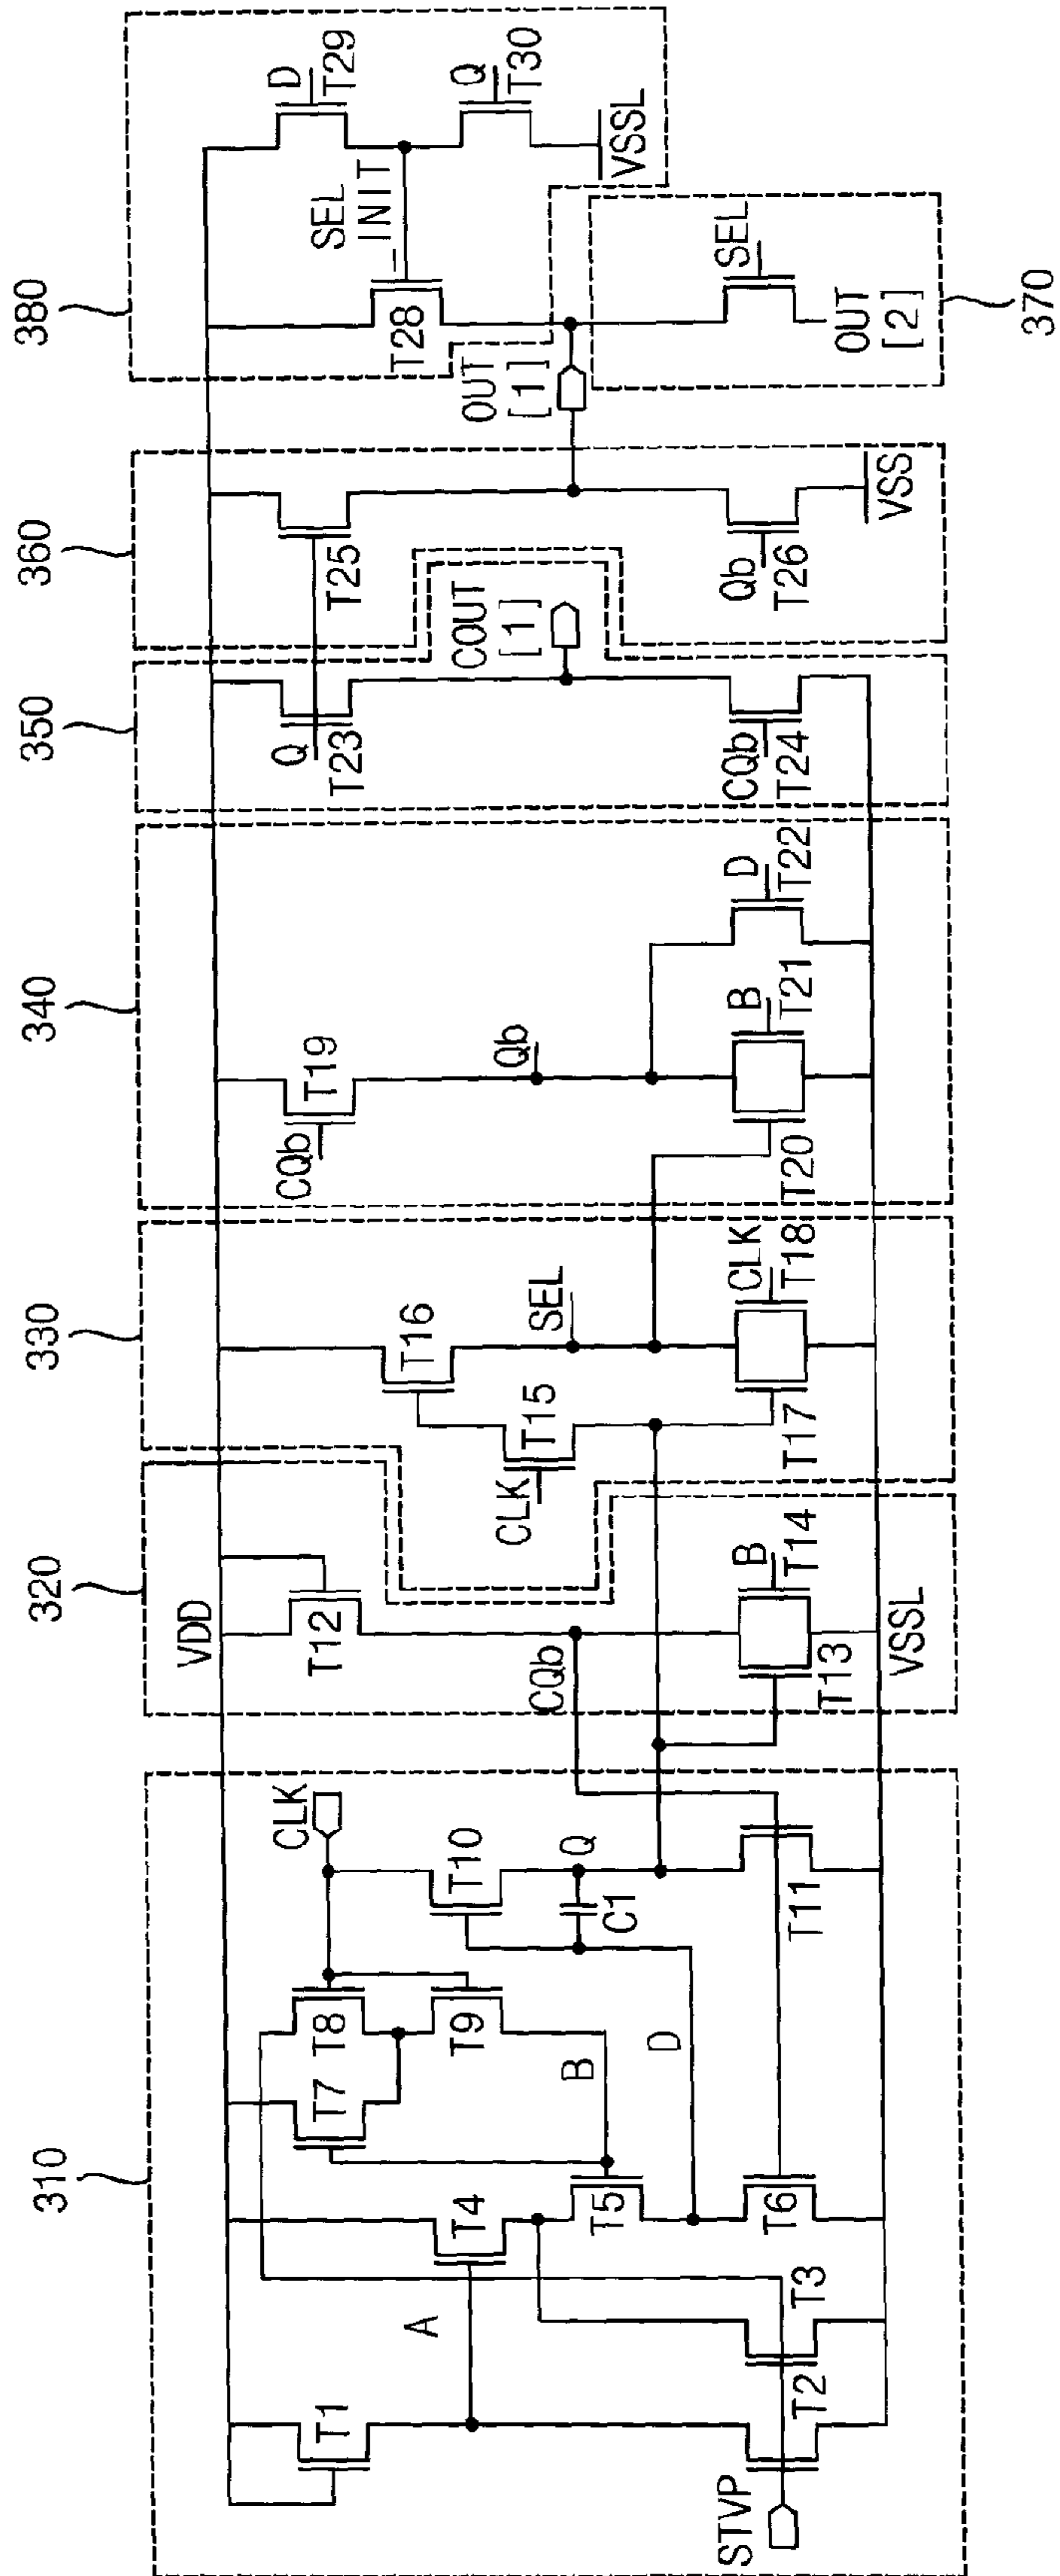 310
320
330
340
350
360
380
VDD
CLK
T1
A
T4
T7
T8
T9
T10
Q
C1
B
D
T5
T6
T11
STVP
T2
T3
T12
CQb
T13
B
T14
VSSL
CLK
T15
T16
SEL
T17
CLK
T18
CQb
T19
Qb
T20
B
T21
D
T22
Q
T23
COUT
[1]
CQb
T24
T25
Qb
T26
VSS
OUT
[1]
T28
SEL_
INIT
D
T29
Q
T30
VSSL
SEL
OUT
[2]
370